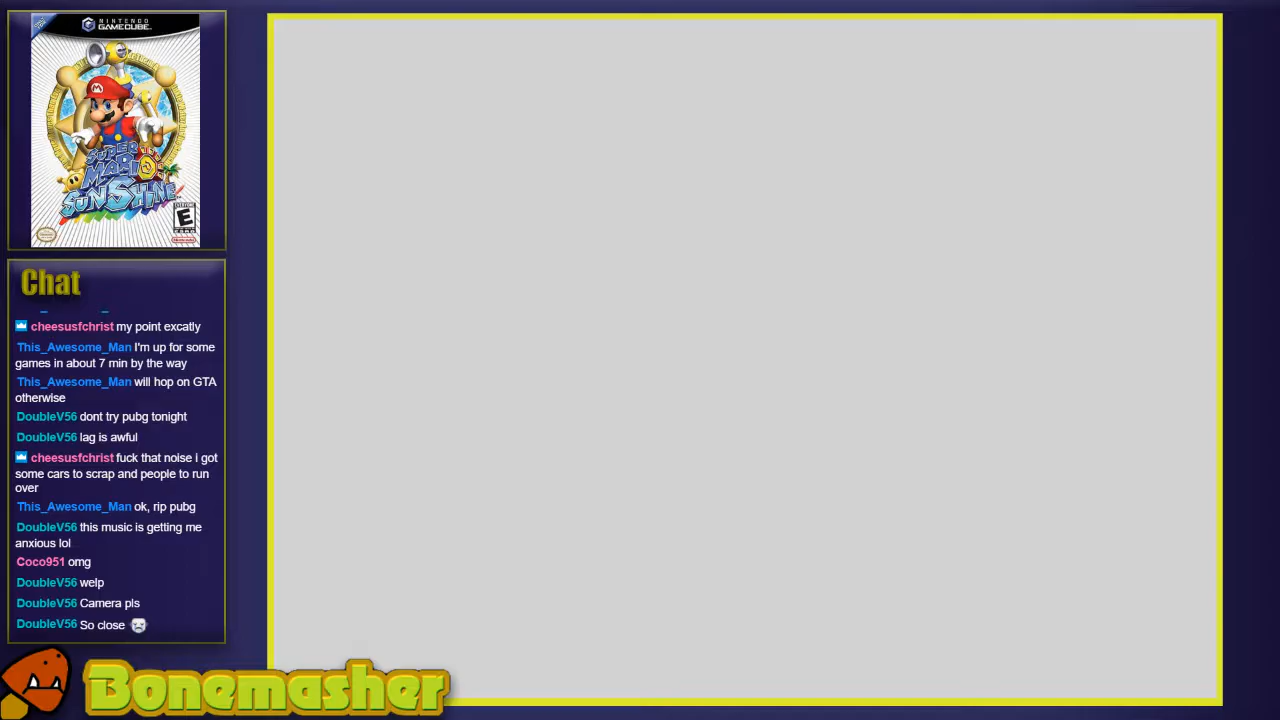 NINTENDO
GAMECUBE
SUPER
MARIO
SUNSHINE
EVERYONE
E
Nintendo
Chat
cheesusfchrist my point excatly
This_Awesome_Man I'm up for some
games in about 7 min by the way
This_Awesome_Man will hop on GTA
otherwise
DoubleV56 dont try pubg tonight
DoubleV56 lag is awful
cheesusfchrist fuck that noise i got
some cars to scrap and people to run
over
This_Awesome_Man ok, rip pubg
DoubleV56 this music is getting me
anxious lol
Coco951 omg
DoubleV56 welp
DoubleV56 Camera pls
DoubleV56 So close
Bonemasher